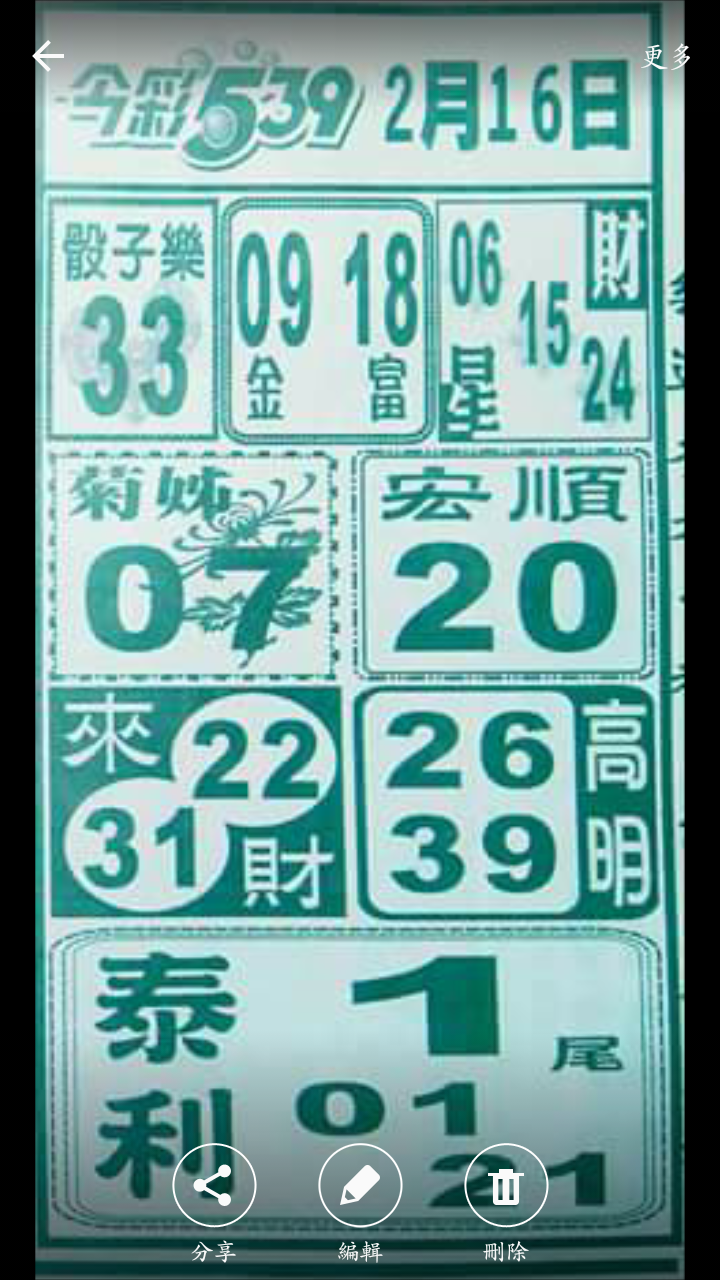 更多
今彩539 2月16日
骰子樂
33
09 18
金 富
財
06
15
24
星
菊姊
07
宏順
20
來財
22
31
26
39
高明
泰利
1尾
01
21
分享 編輯 刪除